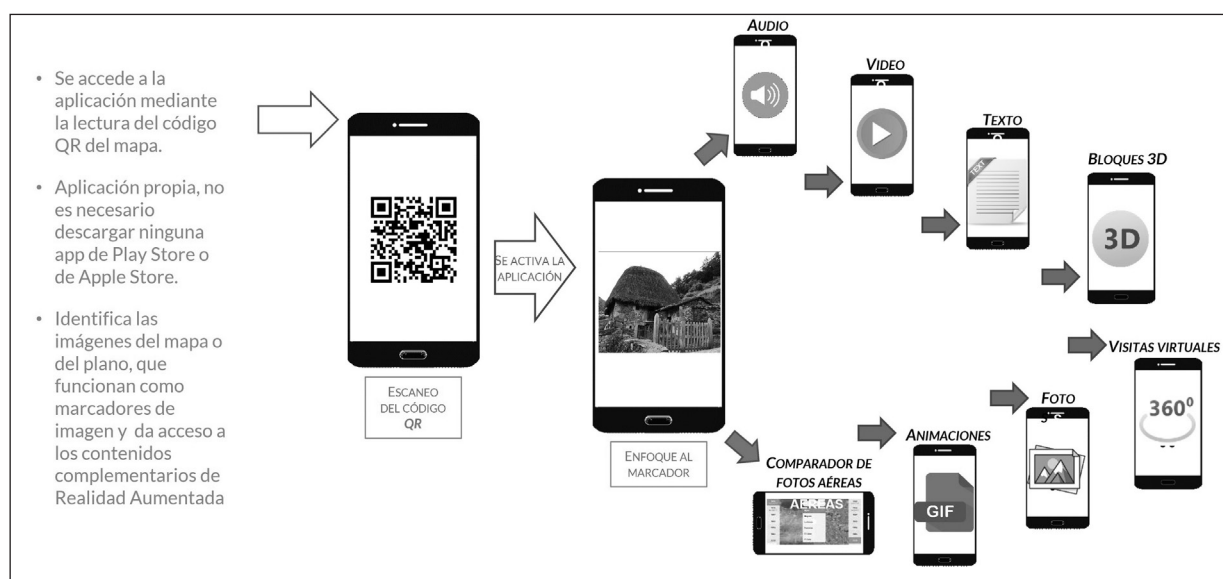 • Se accede a la
aplicación mediante
la lectura del código
QR del mapa.
• Aplicación propia, no
es necesario
descargar ninguna
app de Play Store o
de Apple Store.
• Identifica las
imágenes del mapa o
del plano, que
funcionan como
marcadores de
imagen y da acceso a
los contenidos
complementarios de
Realidad Aumentada
ESCANEO
DEL CÓDIGO
QR
SE ACTIVA LA
APLICACIÓN
ENFOQUE AL
MARCADOR
AUDIO
VIDEO
TEXTO
TEXT
BLOQUES 3D
3D
COMPARADOR DE
FOTOS AÉREAS
AÉREAS
ANIMACIONES
GIF
FOTO
VISITAS VIRTUALES
360º